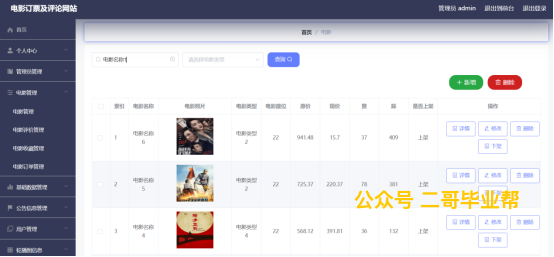 电影订票及评论网站
管理员 admin 退出到前台 退出登录
首页
个人中心
管理员管理
电影管理
电影管理
电影评价管理
电影收藏管理
电影订单管理
基础数据管理
公告信息管理
用户管理
轮播图信息
首页 / 电影
电影名称 请选择电影类型 查询
+ 新增 删除
索引 电影名称 电影照片 电影类型 电影座位 原价 现价 赞 踩 是否上架 操作
1 电影名称6 电影类型2 22 941.48 15.7 37 409 上架 详情 修改 删除
下架
2 电影名称5 电影类型2 22 725.37 220.37 78 381 上架 详情 修改 删除
下架
3 电影名称4 电影类型2 22 568.12 391.81 36 132 上架 详情 修改 删除
下架
公众号 二哥毕业帮